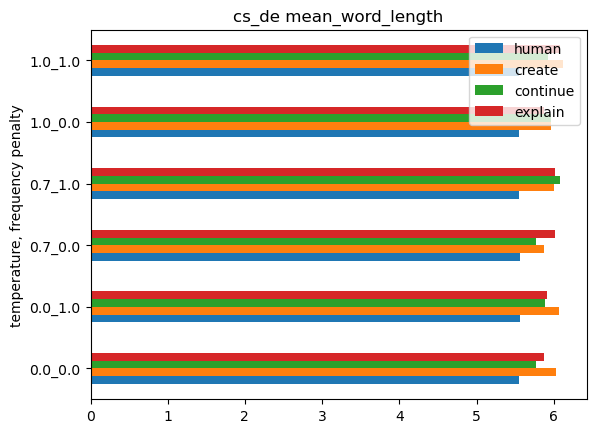 cs_de mean_word_length
human
create
continue
explain
temperature, frequency penalty
1.0_1.0
1.0_0.0
0.7_1.0
0.7_0.0
0.0_1.0
0.0_0.0
0 1 2 3 4 5 6